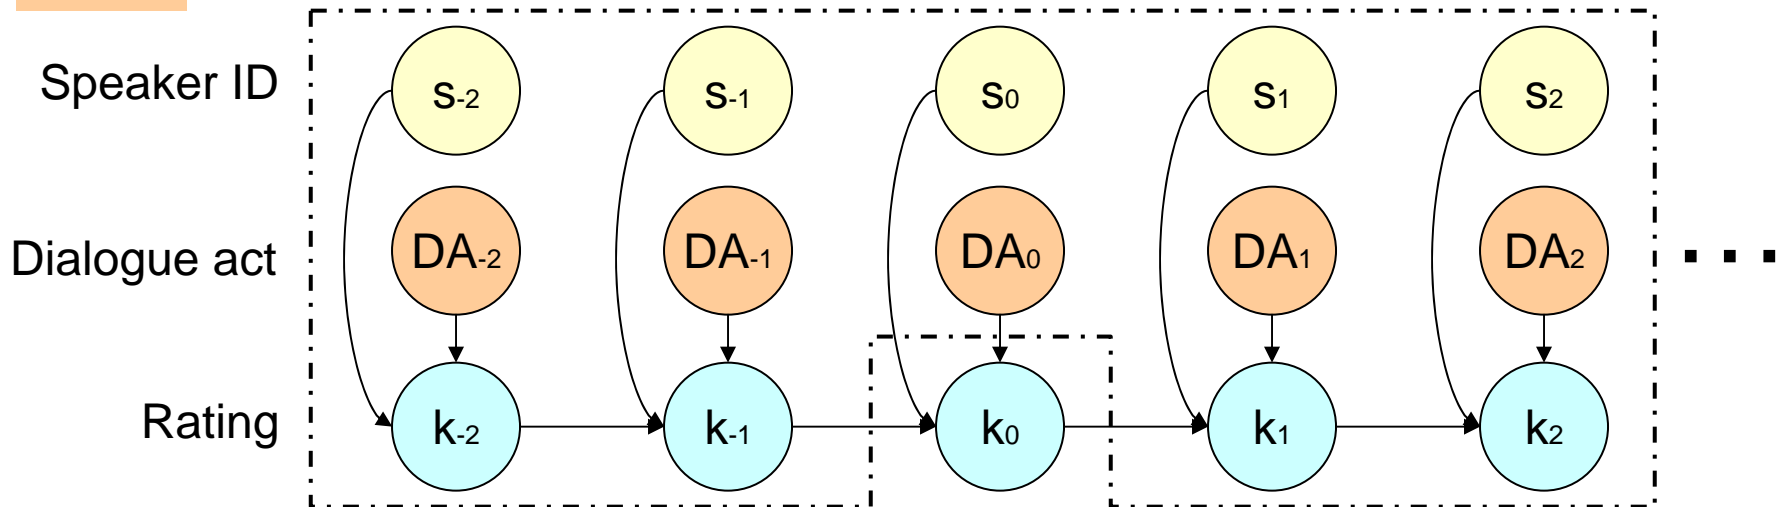 Speaker ID s-2 s-1 s0 s1 s2
Dialogue act DA-2 DA-1 DA0 DA1 DA2 ...
Rating k-2 k-1 k0 k1 k2